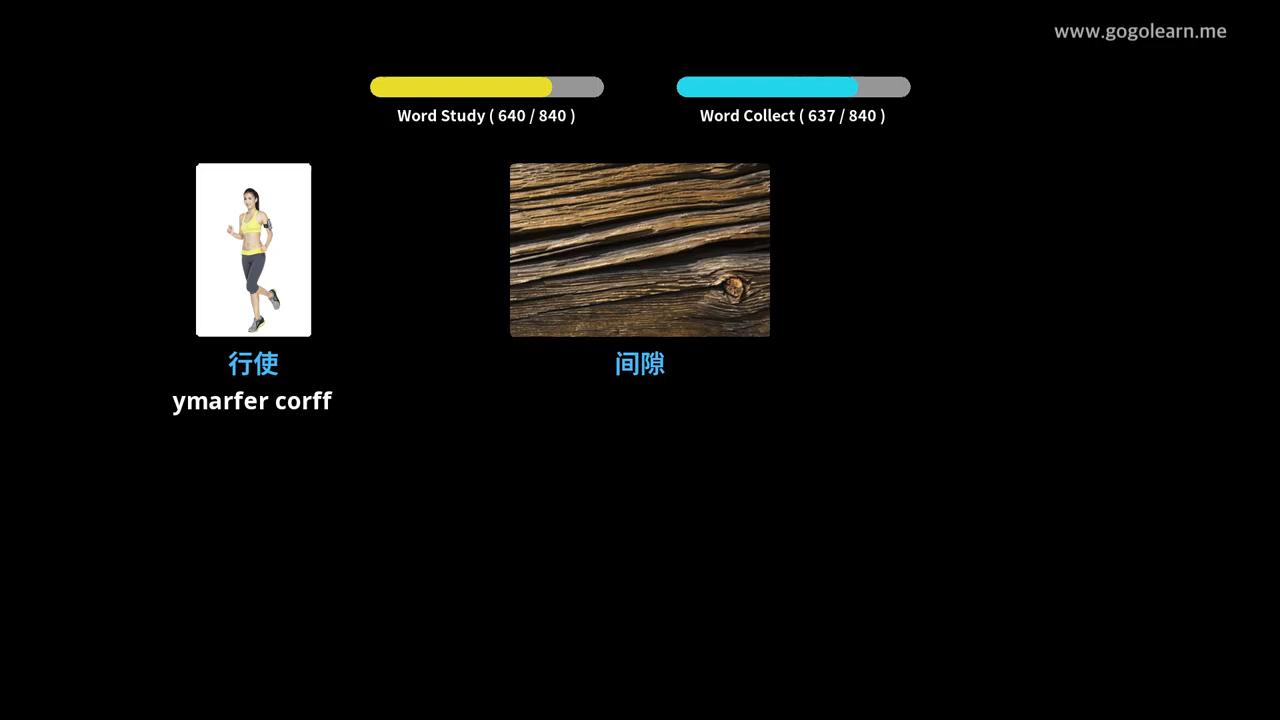 www.gogolearn.me
Word Study ( 640 / 840 )
Word Collect ( 637 / 840 )
行使
间隙
ymarfer corff